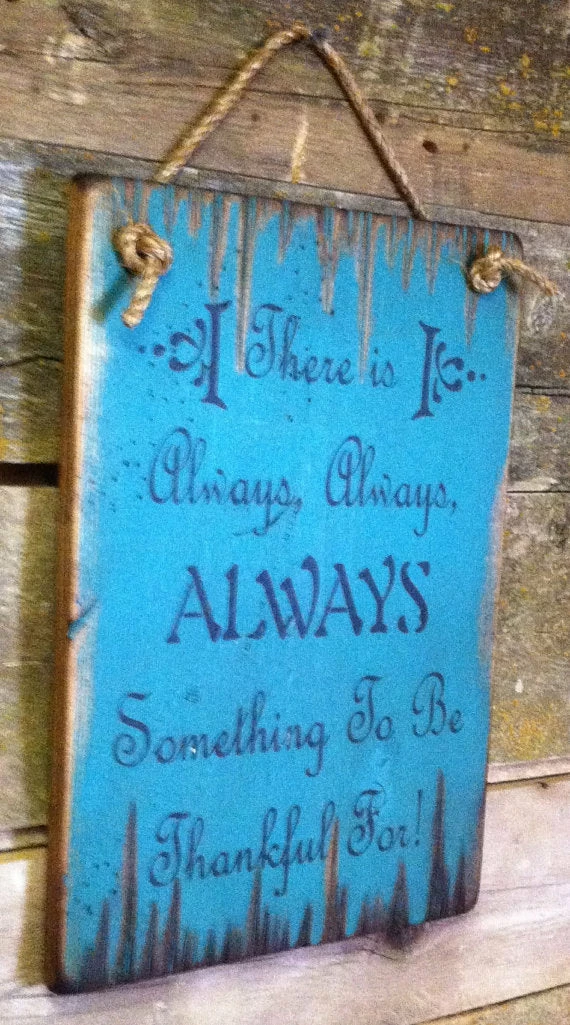 There is
Always, Always,
ALWAYS
Something To Be
Thankful For!